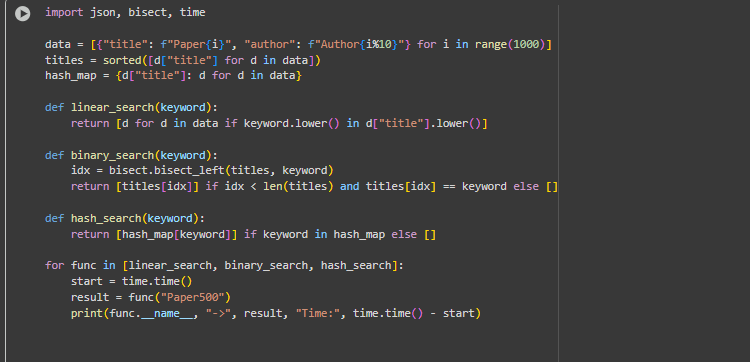 import json, bisect, time
data = [{"title": f"Paper{i}", "author": f"Author{i%10}"} for i in range(1000)]
titles = sorted([d["title"] for d in data])
hash_map = {d["title"]: d for d in data}
def linear_search(keyword):
    return [d for d in data if keyword.lower() in d["title"].lower()]
def binary_search(keyword):
    idx = bisect.bisect_left(titles, keyword)
    return [titles[idx]] if idx < len(titles) and titles[idx] == keyword else []
def hash_search(keyword):
    return [hash_map[keyword]] if keyword in hash_map else []
for func in [linear_search, binary_search, hash_search]:
    start = time.time()
    result = func("Paper500")
    print(func.__name__, "->", result, "Time:", time.time() - start)